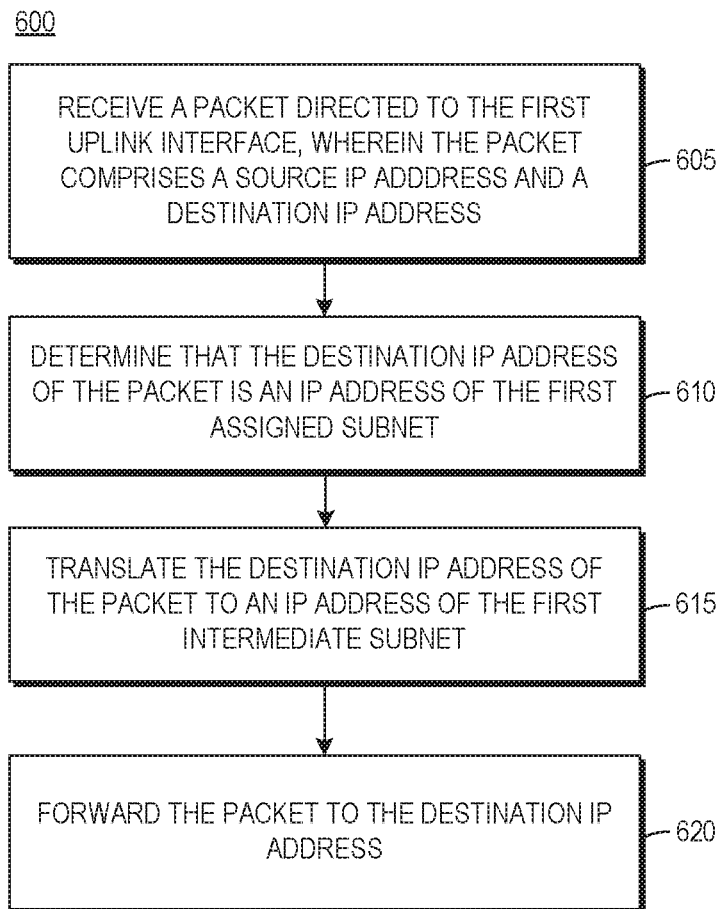 600
RECEIVE A PACKET DIRECTED TO THE FIRST
UPLINK INTERFACE, WHEREIN THE PACKET
COMPRISES A SOURCE IP ADDDRESS AND A
DESTINATION IP ADDRESS
605
DETERMINE THAT THE DESTINATION IP ADDRESS
OF THE PACKET IS AN IP ADDRESS OF THE FIRST
ASSIGNED SUBNET
610
TRANSLATE THE DESTINATION IP ADDRESS OF
THE PACKET TO AN IP ADDRESS OF THE FIRST
INTERMEDIATE SUBNET
615
FORWARD THE PACKET TO THE DESTINATION IP
ADDRESS
620